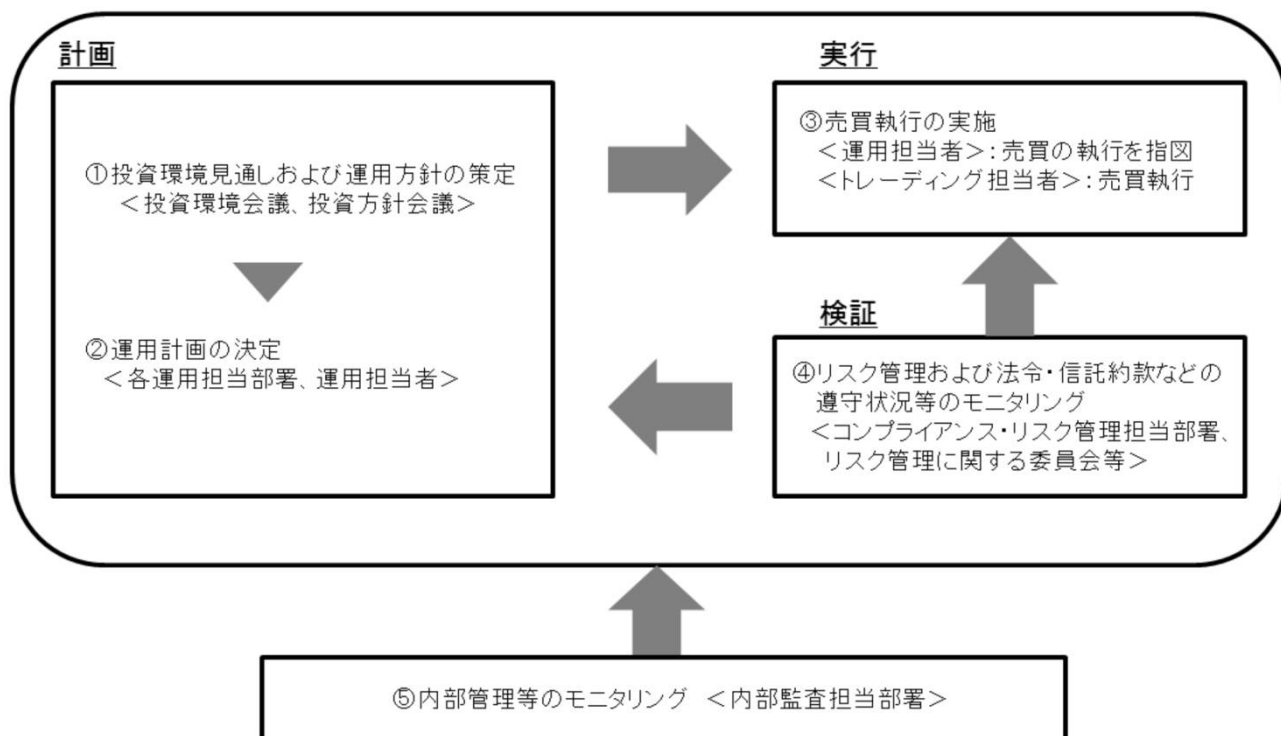 計画
①投資環境見通しおよび運用方針の策定
＜投資環境会議、投資方針会議＞
②運用計画の決定
＜各運用担当部署、運用担当者＞
実行
③売買執行の実施
＜運用担当者＞：売買の執行を指図
＜トレーディング担当者＞：売買執行
検証
④リスク管理および法令・信託約款などの
遵守状況等のモニタリング
＜コンプライアンス・リスク管理担当部署、
リスク管理に関する委員会等＞
⑤内部管理等のモニタリング ＜内部監査担当部署＞